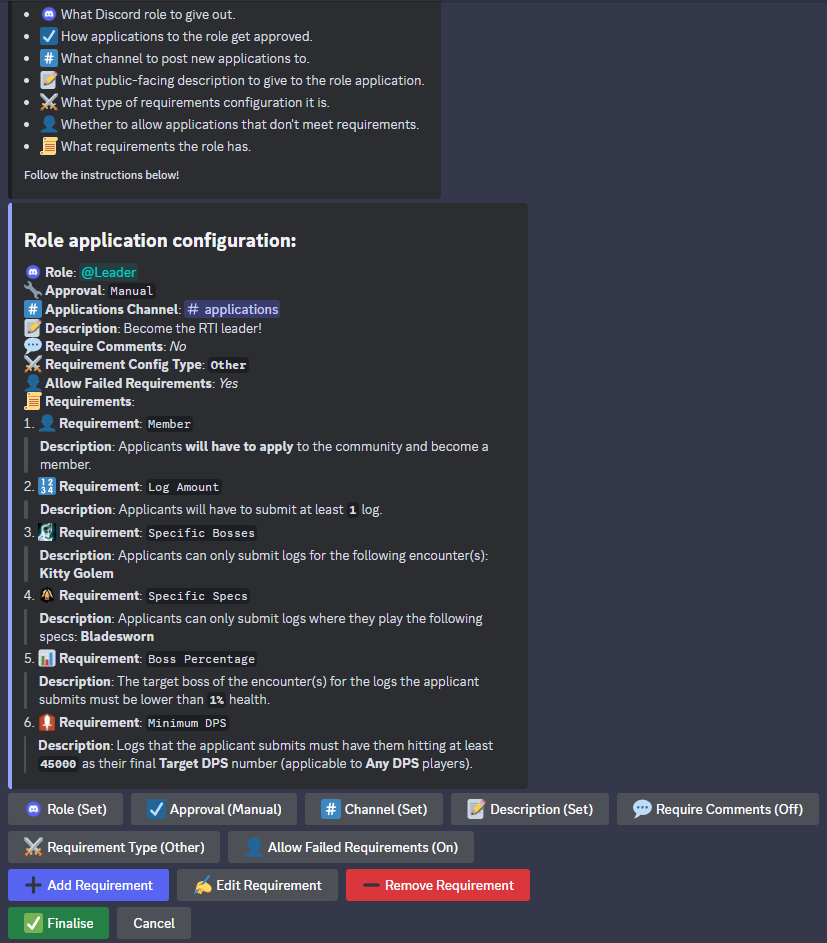 What Discord role to give out.
How applications to the role get approved.
What channel to post new applications to.
What public-facing description to give to the role application.
What type of requirements configuration it is.
Whether to allow applications that don't meet requirements.
What requirements the role has.
Follow the instructions below!
Role application configuration:
Role: @Leader
Approval: Manual
Applications Channel: # applications
Description: Become the RTI leader!
Require Comments: No
Requirement Config Type: Other
Allow Failed Requirements: Yes
Requirements:
1. Requirement: Member
Description: Applicants will have to apply to the community and become a
member.
2. Requirement: Log Amount
Description: Applicants will have to submit at least 1 log.
3. Requirement: Specific Bosses
Description: Applicants can only submit logs for the following encounter(s):
Kitty Golem
4. Requirement: Specific Specs
Description: Applicants can only submit logs where they play the following
specs: Bladesworn
5. Requirement: Boss Percentage
Description: The target boss of the encounter(s) for the logs the applicant
submits must be lower than 1% health.
6. Requirement: Minimum DPS
Description: Logs that the applicant submits must have them hitting at least
45000 as their final Target DPS number (applicable to Any DPS players).
Role (Set) Approval (Manual) # Channel (Set) Description (Set) Require Comments (Off)
Requirement Type (Other) Allow Failed Requirements (On)
Add Requirement Edit Requirement Remove Requirement
Finalise Cancel